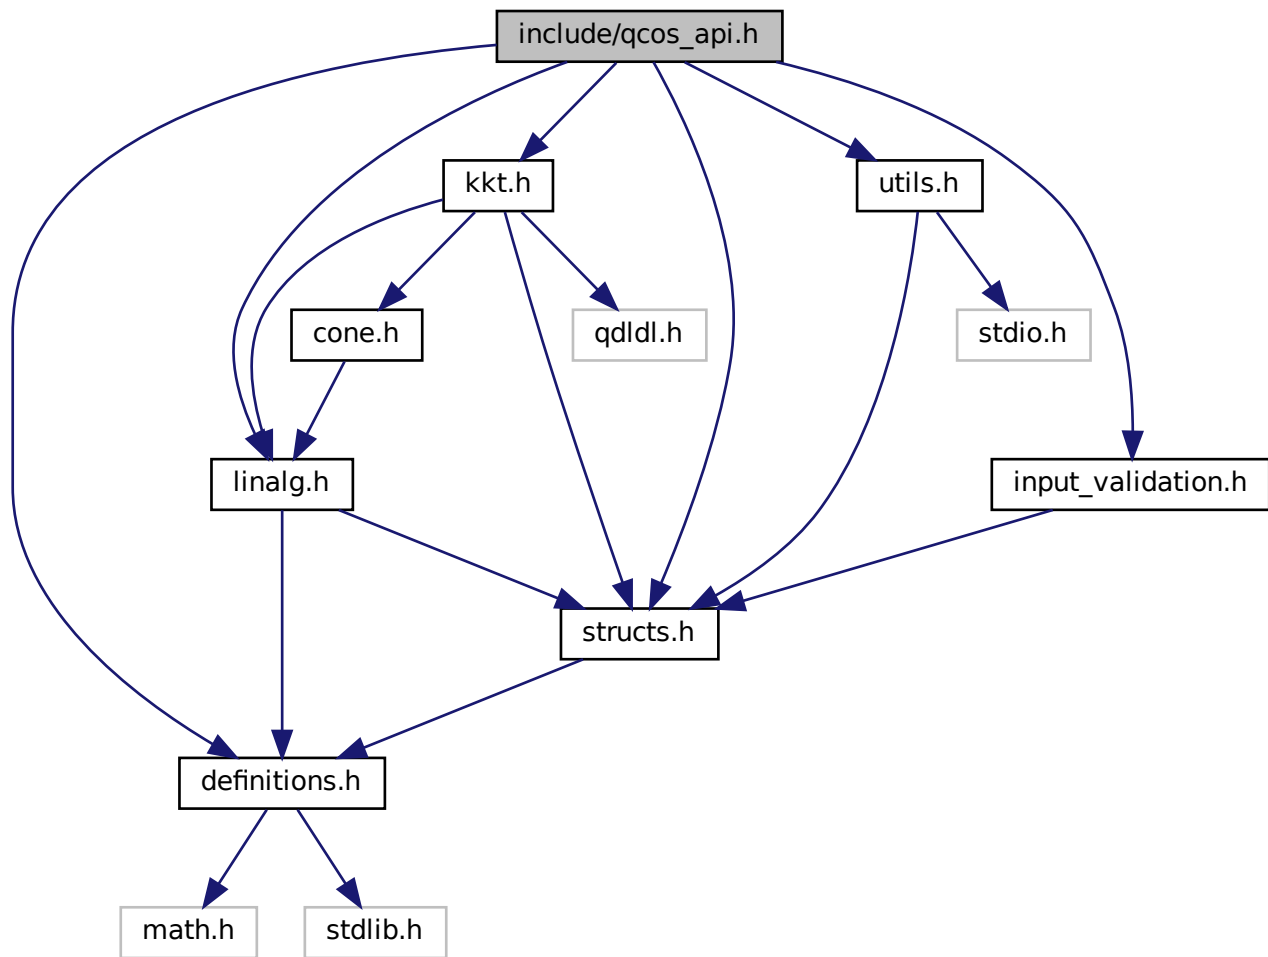 include/qcos_api.h
kkt.h
utils.h
cone.h
qdldl.h
stdio.h
linalg.h
input_validation.h
structs.h
definitions.h
math.h
stdlib.h